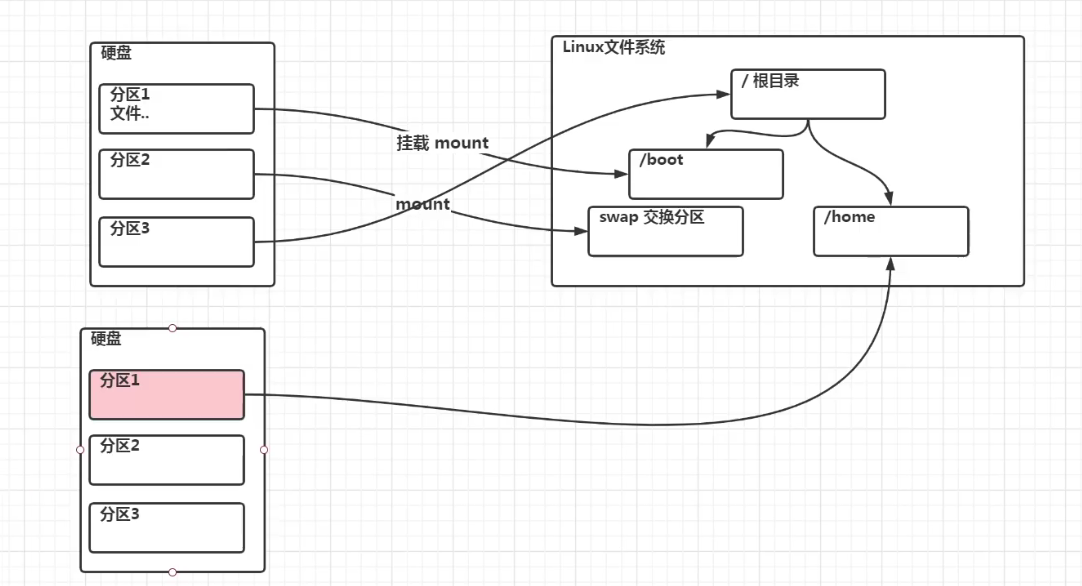 硬盘
分区1
文件..
分区2
分区3
挂载 mount
mount
Linux文件系统
/ 根目录
/boot
swap 交换分区
/home
硬盘
分区1
分区2
分区3